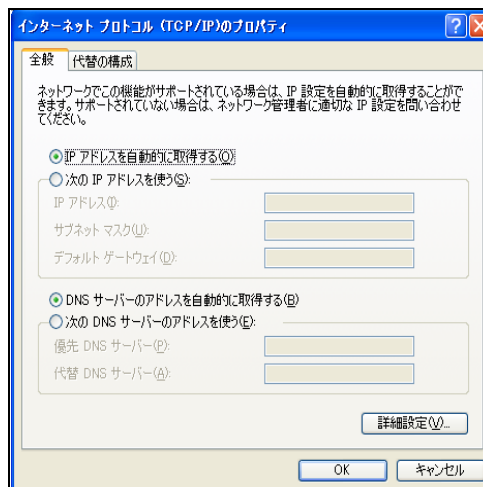 インターネット プロトコル (TCP/IP)のプロパティ
全般 代替の構成
ネットワークでこの機能がサポートされている場合は、IP 設定を自動的に取得することがで
きます。サポートされていない場合は、ネットワーク管理者に適切な IP 設定を問い合わせ
てください。
IP アドレスを自動的に取得する(O)
次の IP アドレスを使う(S):
IP アドレス(I):
サブネット マスク(U):
デフォルト ゲートウェイ(D):
DNS サーバーのアドレスを自動的に取得する(B)
次の DNS サーバーのアドレスを使う(E):
優先 DNS サーバー(P):
代替 DNS サーバー(A):
詳細設定(V)...
OK キャンセル